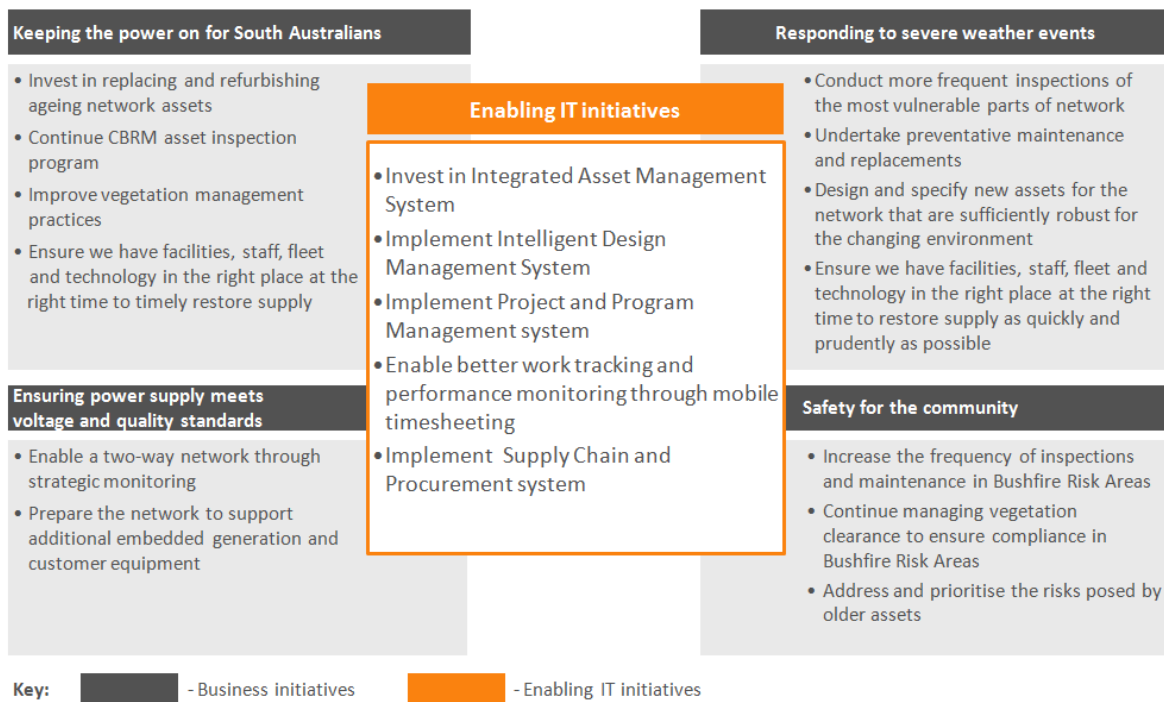 Keeping the power on for South Australians
• Invest in replacing and refurbishing
ageing network assets
• Continue CBRM asset inspection
program
• Improve vegetation management
practices
• Ensure we have facilities, staff, fleet
and technology in the right place at the
right time to timely restore supply
Enabling IT initiatives
• Invest in Integrated Asset Management
System
• Implement Intelligent Design
Management System
• Implement Project and Program
Management system
• Enable better work tracking and
performance monitoring through mobile
timesheeting
• Implement Supply Chain and
Procurement system
Responding to severe weather events
• Conduct more frequent inspections of
the most vulnerable parts of network
• Undertake preventative maintenance
and replacements
• Design and specify new assets for the
network that are sufficiently robust for
the changing environment
• Ensure we have facilities, staff, fleet and
technology in the right place at the right
time to restore supply as quickly and
prudently as possible
Ensuring power supply meets
voltage and quality standards
• Enable a two-way network through
strategic monitoring
• Prepare the network to support
additional embedded generation and
customer equipment
Safety for the community
• Increase the frequency of inspections
and maintenance in Bushfire Risk Areas
• Continue managing vegetation
clearance to ensure compliance in
Bushfire Risk Areas
• Address and prioritise the risks posed by
older assets
Key:
- Business initiatives
- Enabling IT initiatives